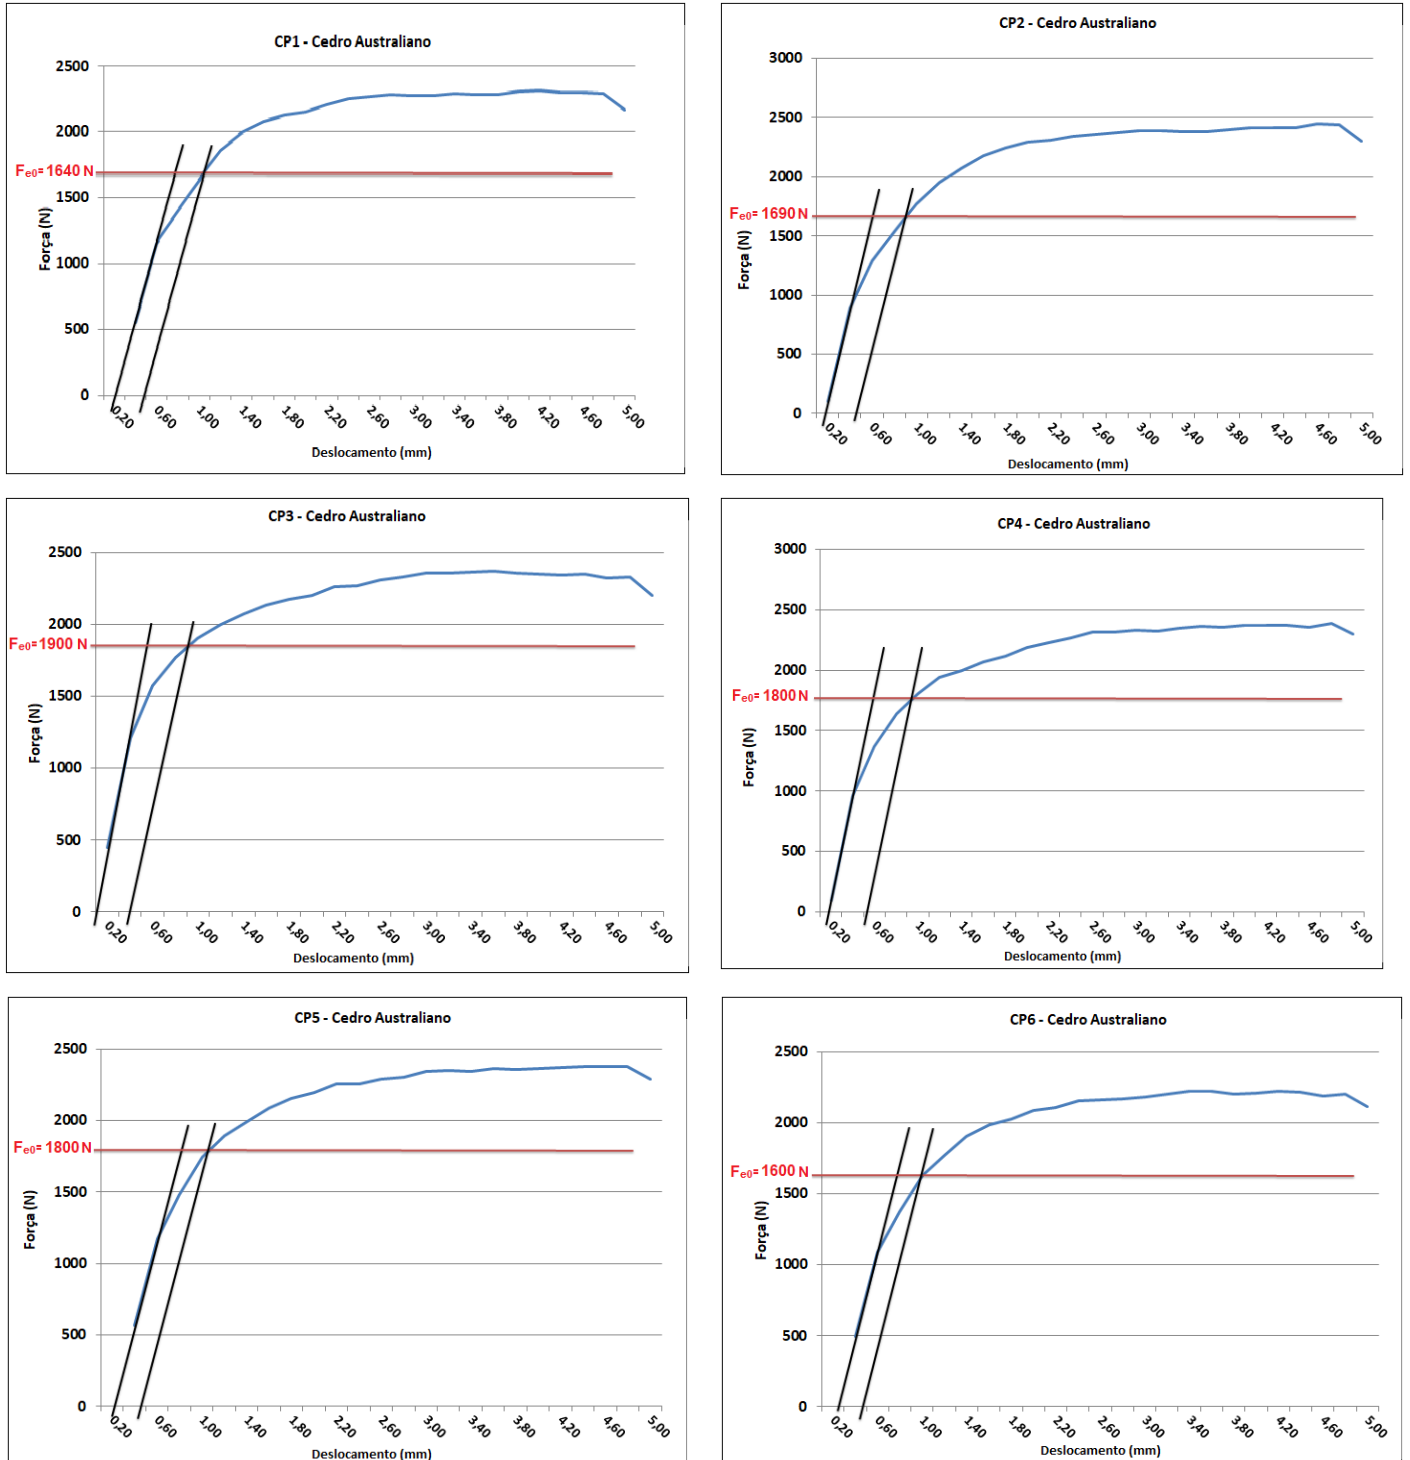 CP1 - Cedro Australiano
2500
2000
Fe0= 1640 N
1500
1000
500
0
Força (N)
0,20 0,60 1,00 1,40 1,80 2,20 2,60 3,00 3,40 3,80 4,20 4,60 5,00
Deslocamento (mm)
CP2 - Cedro Australiano
3000
2500
2000
Fe0= 1690 N
1500
1000
500
0
Força (N)
0,20 0,60 1,00 1,40 1,80 2,20 2,60 3,00 3,40 3,80 4,20 4,60 5,00
Deslocamento (mm)
CP3 - Cedro Australiano
2500
2000
Fe0= 1900 N
1500
1000
500
0
Força (N)
0,20 0,60 1,00 1,40 1,80 2,20 2,60 3,00 3,40 3,80 4,20 4,60 5,00
Deslocamento (mm)
CP4 - Cedro Australiano
3000
2500
2000
Fe0= 1800 N
1500
1000
500
0
Força (N)
0,20 0,60 1,00 1,40 1,80 2,20 2,60 3,00 3,40 3,80 4,20 4,60 5,00
Deslocamento (mm)
CP5 - Cedro Australiano
2500
2000
Fe0= 1800 N
1500
1000
500
0
Força (N)
0,20 0,60 1,00 1,40 1,80 2,20 2,60 3,00 3,40 3,80 4,20 4,60 5,00
Deslocamento (mm)
CP6 - Cedro Australiano
2500
2000
Fe0= 1600 N
1500
1000
500
0
Força (N)
0,20 0,60 1,00 1,40 1,80 2,20 2,60 3,00 3,40 3,80 4,20 4,60 5,00
Deslocamento (mm)